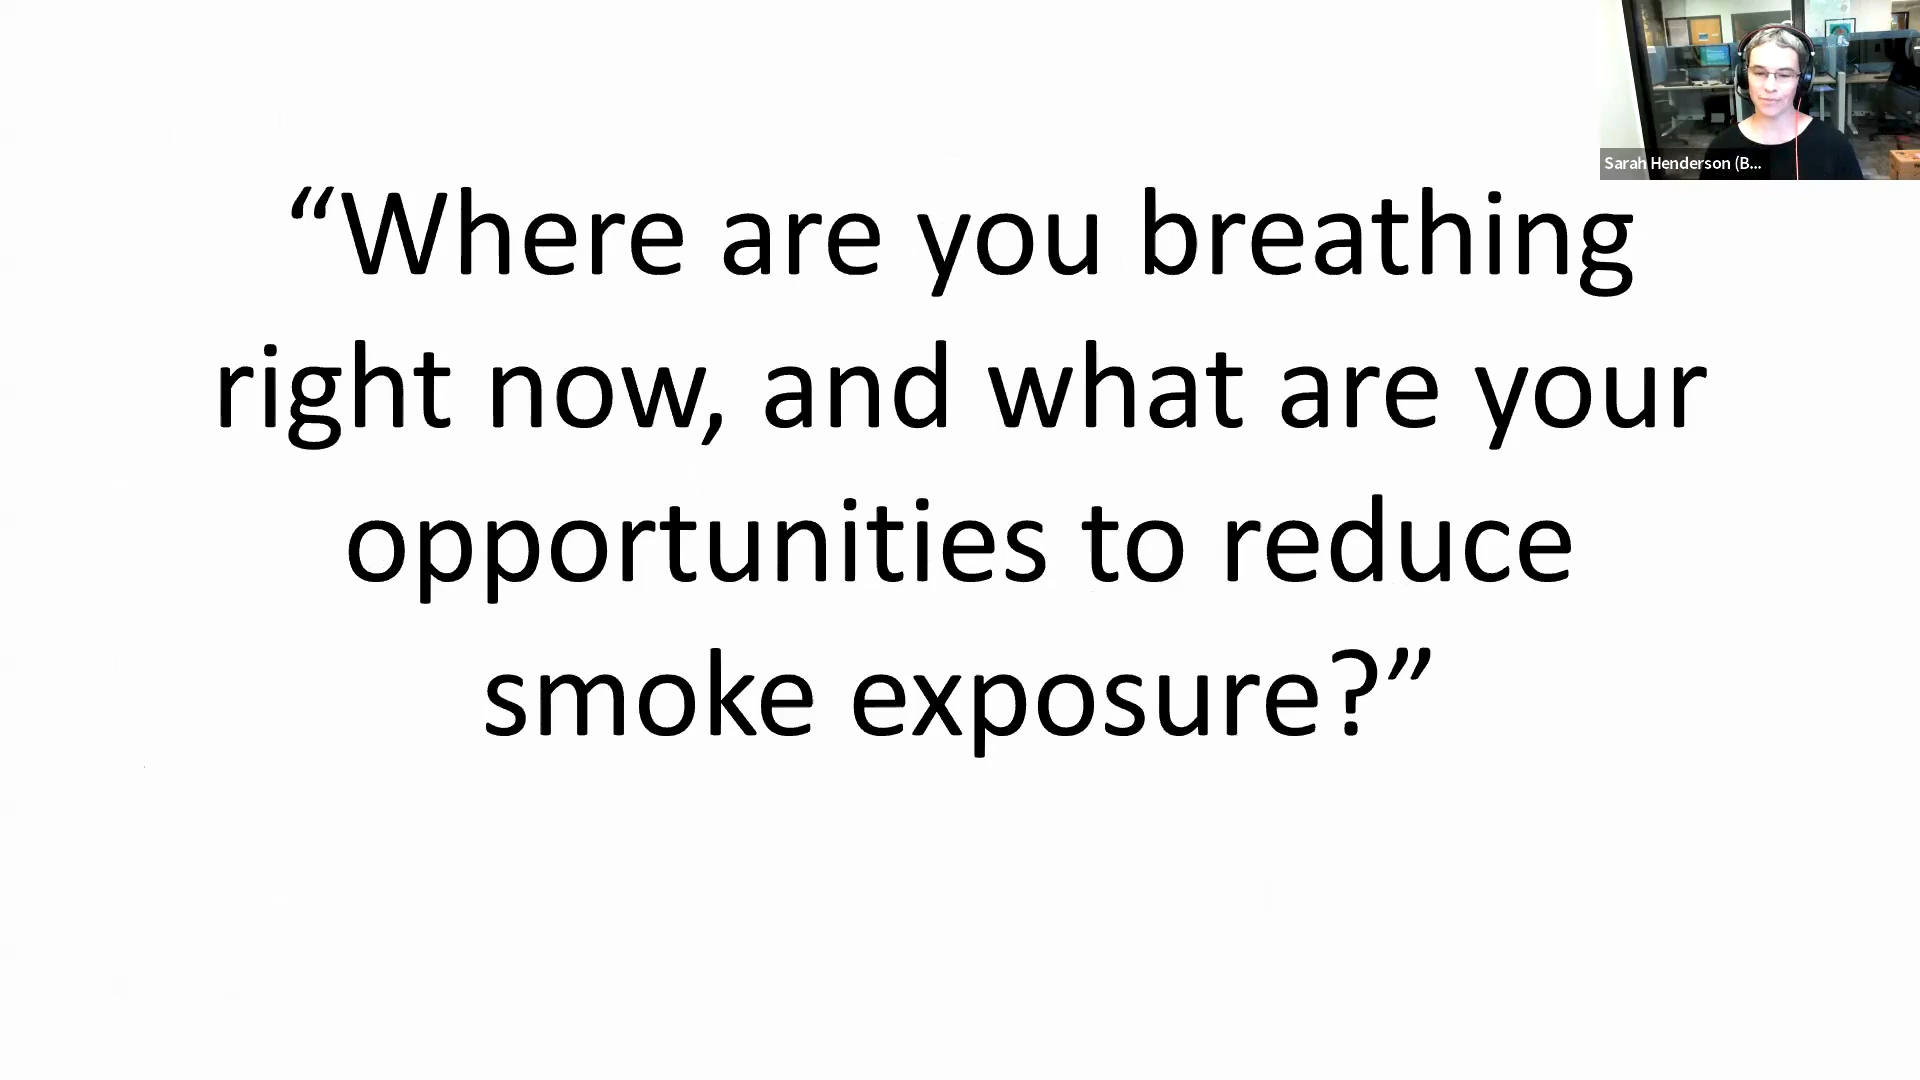 Sarah Henderson (B...
“Where are you breathing
right now, and what are your
opportunities to reduce
smoke exposure?”